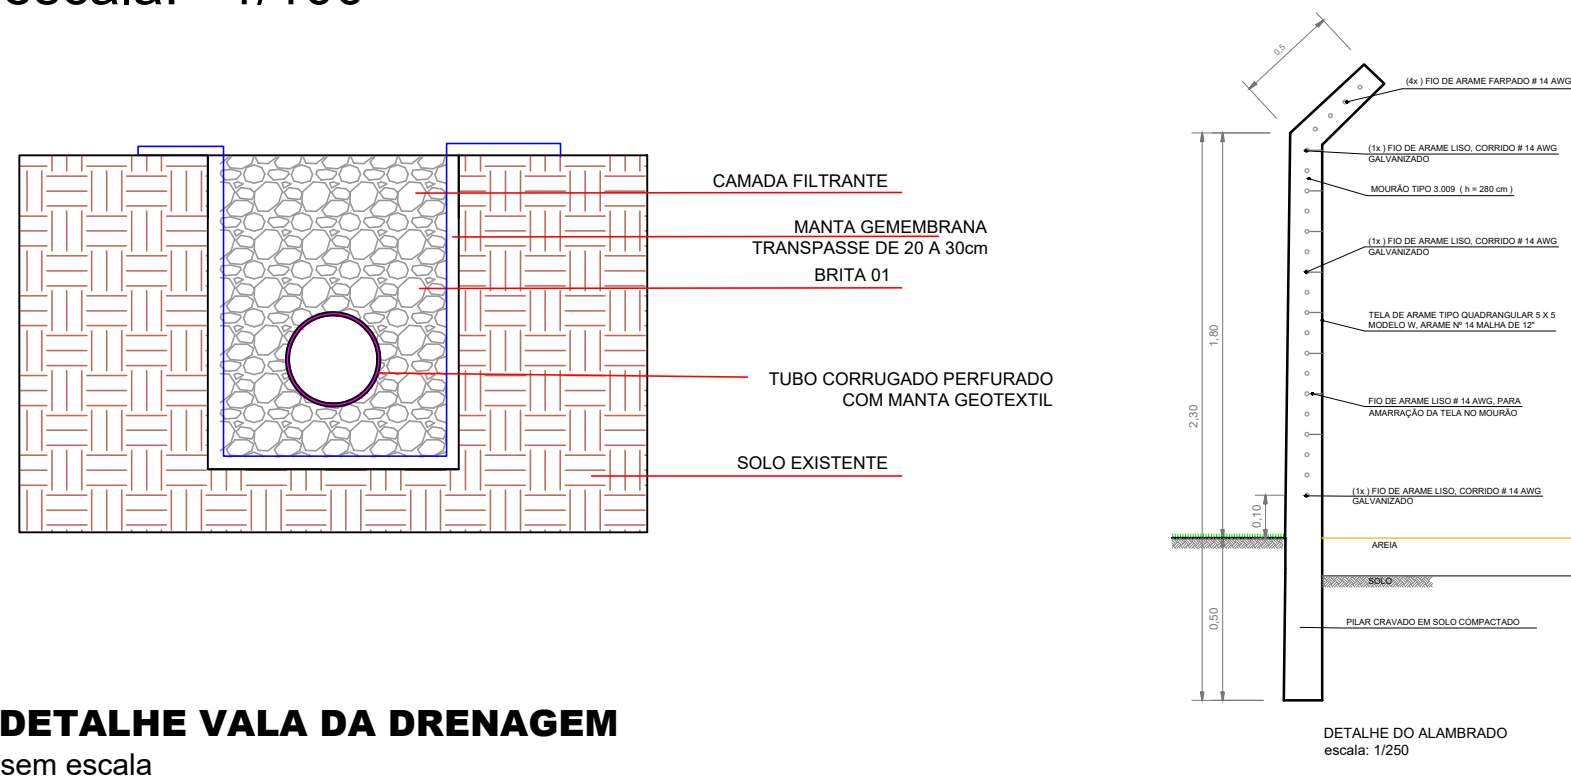 CAMADA FILTRANTE
MANTA GEMEMBRANA
TRANSPASSE DE 20 A 30cm
BRITA 01
TUBO CORRUGADO PERFURADO
COM MANTA GEOTEXTIL
SOLO EXISTENTE
DETALHE VALA DA DRENAGEM
sem escala
0,5
(4x ) FIO DE ARAME FARPADO # 14 AWG
(1x ) FIO DE ARAME LISO, CORRIDO # 14 AWG
GALVANIZADO
MOURÃO TIPO 3.009 ( h = 280 cm )
(1x ) FIO DE ARAME LISO, CORRIDO # 14 AWG
GALVANIZADO
TELA DE ARAME TIPO QUADRANGULAR 5 X 5
MODELO W, ARAME Nº 14 MALHA DE 12"
1,80
2,30
FIO DE ARAME LISO # 14 AWG, PARA
AMARRAÇÃO DA TELA NO MOURÃO
(1x ) FIO DE ARAME LISO, CORRIDO # 14 AWG
GALVANIZADO
0,10
AREIA
SOLO
0,50
PILAR CRAVADO EM SOLO COMPACTADO
DETALHE DO ALAMBRADO
escala: 1/250